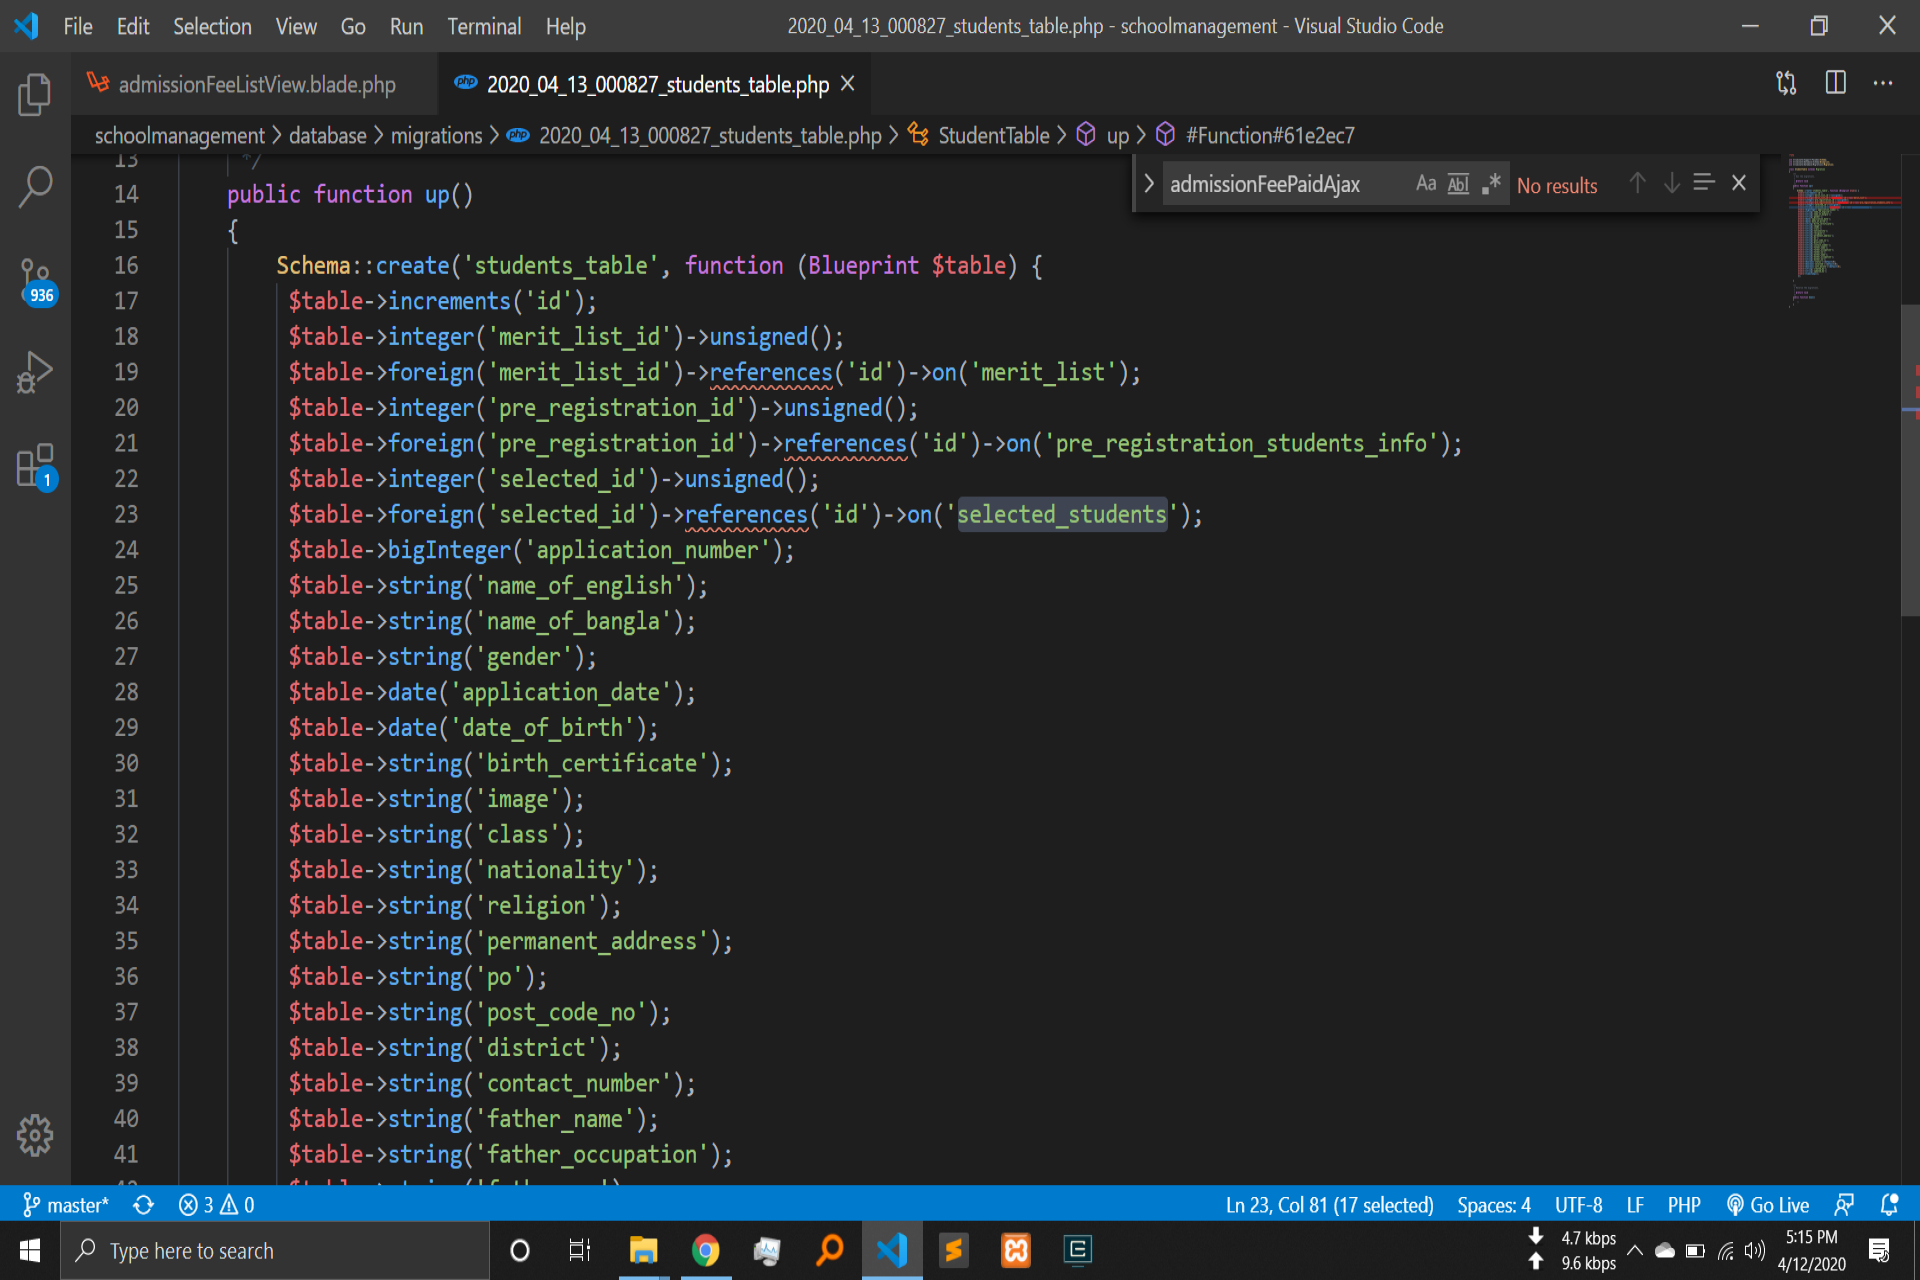 File Edit Selection View Go Run Terminal Help 2020_04_13_000827_students_table.php - schoolmanagement - Visual Studio Code
admissionFeeListView.blade.php php 2020_04_13_000827_students_table.php
schoolmanagement > database > migrations > php 2020_04_13_000827_students_table.php > StudentTable > up > #Function#61e2ec7
admissionFeePaidAjax Aa Abl .* No results
13 */
14 public function up()
15 {
16 Schema::create('students_table', function (Blueprint $table) {
17 $table->increments('id');
18 $table->integer('merit_list_id')->unsigned();
19 $table->foreign('merit_list_id')->references('id')->on('merit_list');
20 $table->integer('pre_registration_id')->unsigned();
21 $table->foreign('pre_registration_id')->references('id')->on('pre_registration_students_info');
22 $table->integer('selected_id')->unsigned();
23 $table->foreign('selected_id')->references('id')->on('selected_students');
24 $table->bigInteger('application_number');
25 $table->string('name_of_english');
26 $table->string('name_of_bangla');
27 $table->string('gender');
28 $table->date('application_date');
29 $table->date('date_of_birth');
30 $table->string('birth_certificate');
31 $table->string('image');
32 $table->string('class');
33 $table->string('nationality');
34 $table->string('religion');
35 $table->string('permanent_address');
36 $table->string('po');
37 $table->string('post_code_no');
38 $table->string('district');
39 $table->string('contact_number');
40 $table->string('father_name');
41 $table->string('father_occupation');
936
1
master* 3 0 Ln 23, Col 81 (17 selected) Spaces: 4 UTF-8 LF PHP Go Live
Type here to search
4.7 kbps
9.6 kbps
5:15 PM
4/12/2020